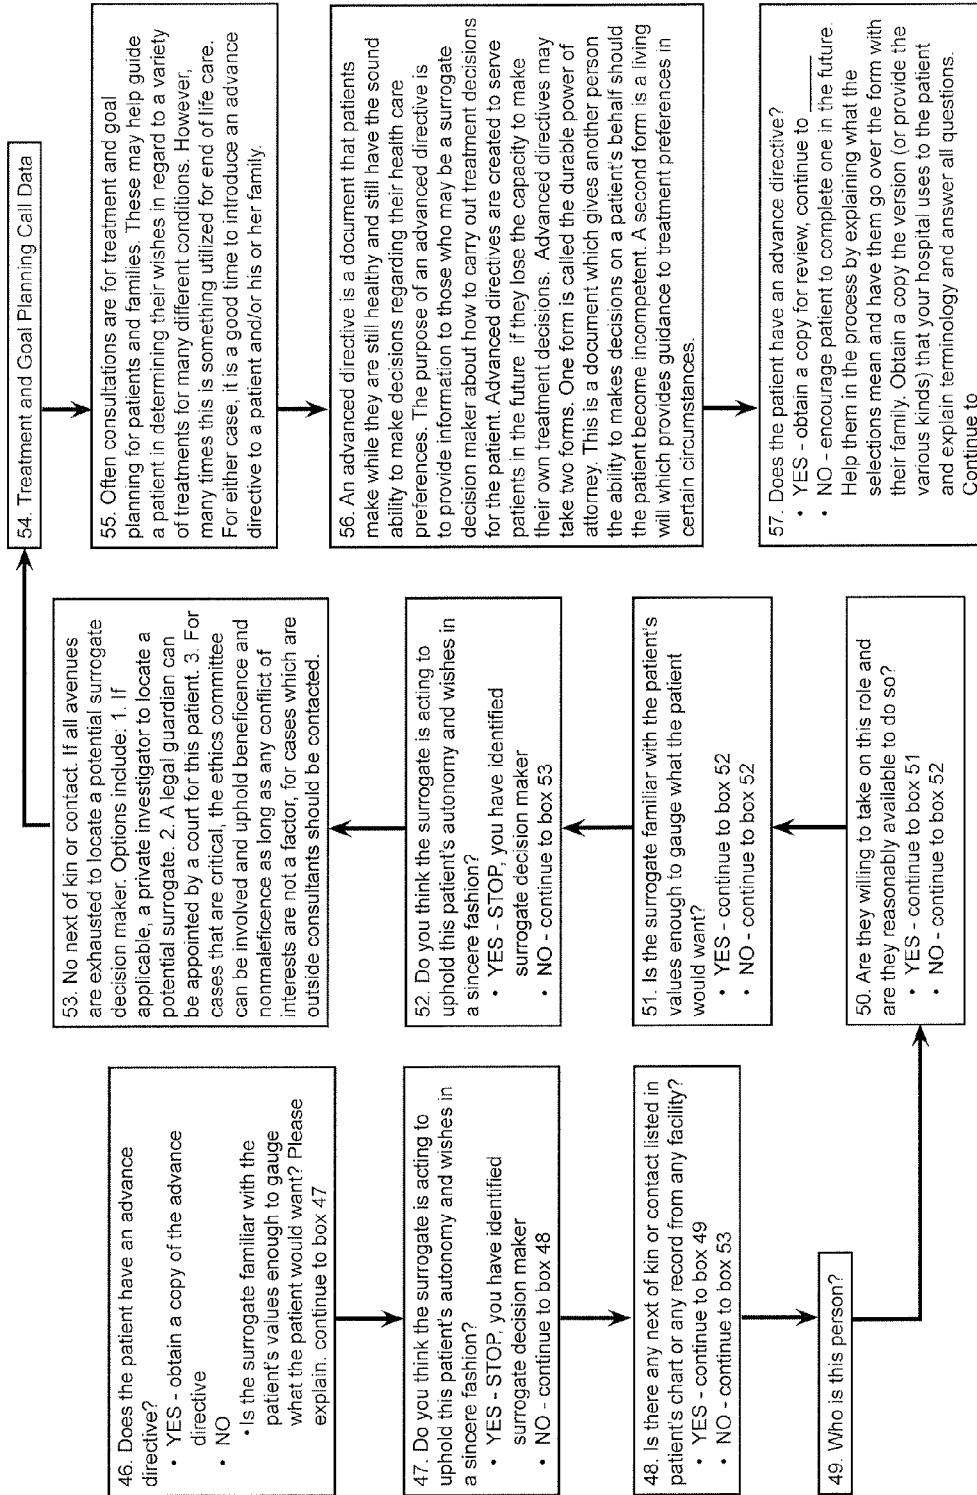 46. Does the patient have an advance
directive?
• YES - obtain a copy of the advance
directive
• NO
• Is the surrogate familiar with the
patient's values enough to gauge
what the patient would want? Please
explain. continue to box 47
47. Do you think the surrogate is acting to
uphold this patient's autonomy and wishes in
a sincere fashion?
• YES - STOP, you have identified
surrogate decision maker
• NO - continue to box 48
48. Is there any next of kin or contact listed in
patient's chart or any record from any facility?
• YES - continue to box 49
• NO - continue to box 53
49. Who is this person?
50. Are they willing to take on this role and
are they reasonably available to do so?
• YES - continue to box 51
• NO - continue to box 52
51. Is the surrogate familiar with the patient's
values enough to gauge what the patient
would want?
• YES - continue to box 52
• NO - continue to box 52
52. Do you think the surrogate is acting to
uphold this patient's autonomy and wishes in
a sincere fashion?
• YES - STOP, you have identified
surrogate decision maker
• NO - continue to box 53
53. No next of kin or contact. If all avenues
are exhausted to locate a potential surrogate
decision maker. Options include: 1. If
applicable, a private investigator to locate a
potential surrogate. 2. A legal guardian can
be appointed by a court for this patient. 3. For
cases that are critical, the ethics committee
can be involved and uphold beneficence and
nonmaleficence as long as any conflict of
interests are not a factor, for cases which are
outside consultants should be contacted.
54. Treatment and Goal Planning Call Data
55. Often consultations are for treatment and goal
planning for patients and families. These may help guide
a patient in determining their wishes in regard to a variety
of treatments for many different conditions. However,
many times this is something utilized for end of life care.
For either case, it is a good time to introduce an advance
directive to a patient and/or his or her family.
56. An advanced directive is a document that patients
make while they are still healthy and still have the sound
ability to make decisions regarding their health care
preferences. The purpose of an advanced directive is
to provide information to those who may be a surrogate
decision maker about how to carry out treatment decisions
for the patient. Advanced directives are created to serve
patients in the future if they lose the capacity to make
their own treatment decisions. Advanced directives may
take two forms. One form is called the durable power of
attorney. This is a document which gives another person
the ability to makes decisions on a patient's behalf should
the patient become incompetent. A second form is a living
will which provides guidance to treatment preferences in
certain circumstances.
57. Does the patient have an advance directive?
• YES - obtain a copy for review, continue to ______
• NO - encourage patient to complete one in the future.
Help them in the process by explaining what the
selections mean and have them go over the form with
their family. Obtain a copy the version (or provide the
various kinds) that your hospital uses to the patient
and explain terminology and answer all questions.
Continue to